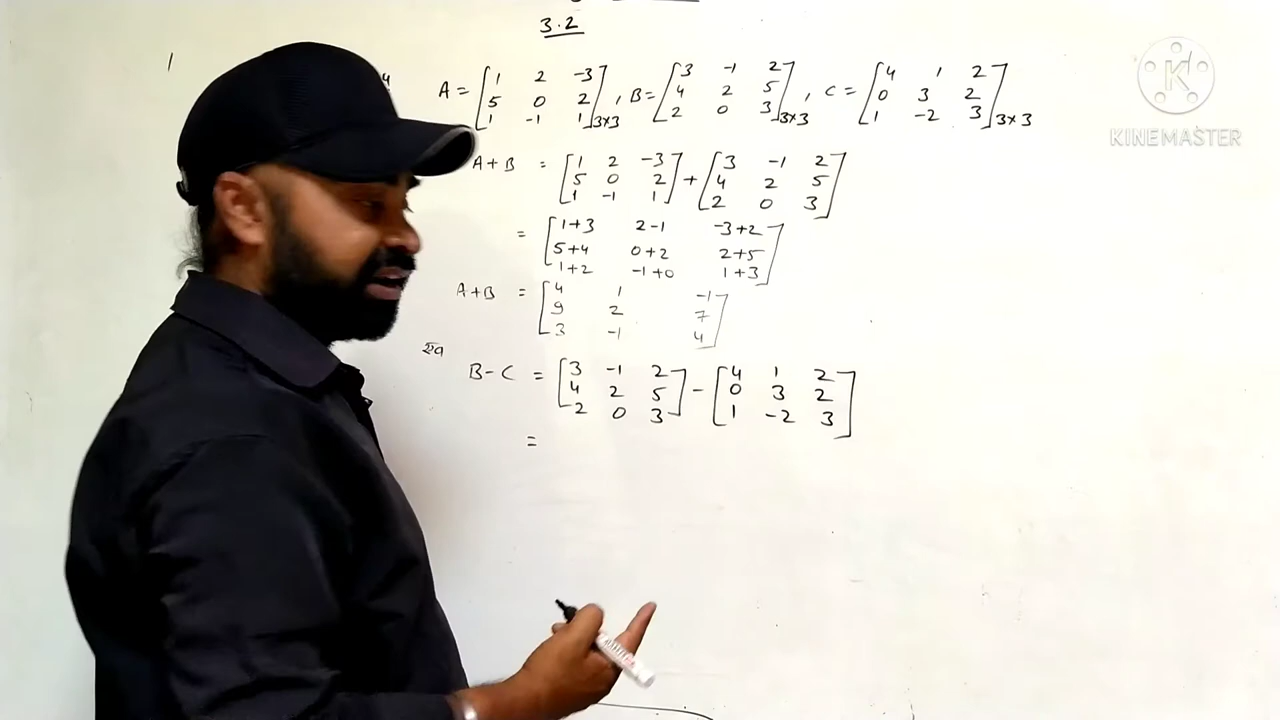 3.2
1
4
A = [1 2 -3
5 0 2
1 -1 1]3×3 , B = [3 -1 2
4 2 5
2 0 3]3×3 , C = [4 1 2
0 3 2
1 -2 3]3×3
A+B = [1 2 -3
5 0 2
1 -1 1] + [3 -1 2
4 2 5
2 0 3]
= [1+3 2-1 -3+2
5+4 0+2 2+5
1+2 -1+0 1+3]
A+B = [4 1 -1
9 2 7
3 -1 4]
एव
B-C = [3 -1 2
4 2 5
2 0 3] - [4 1 2
0 3 2
1 -2 3]
=
K
KINEMASTER